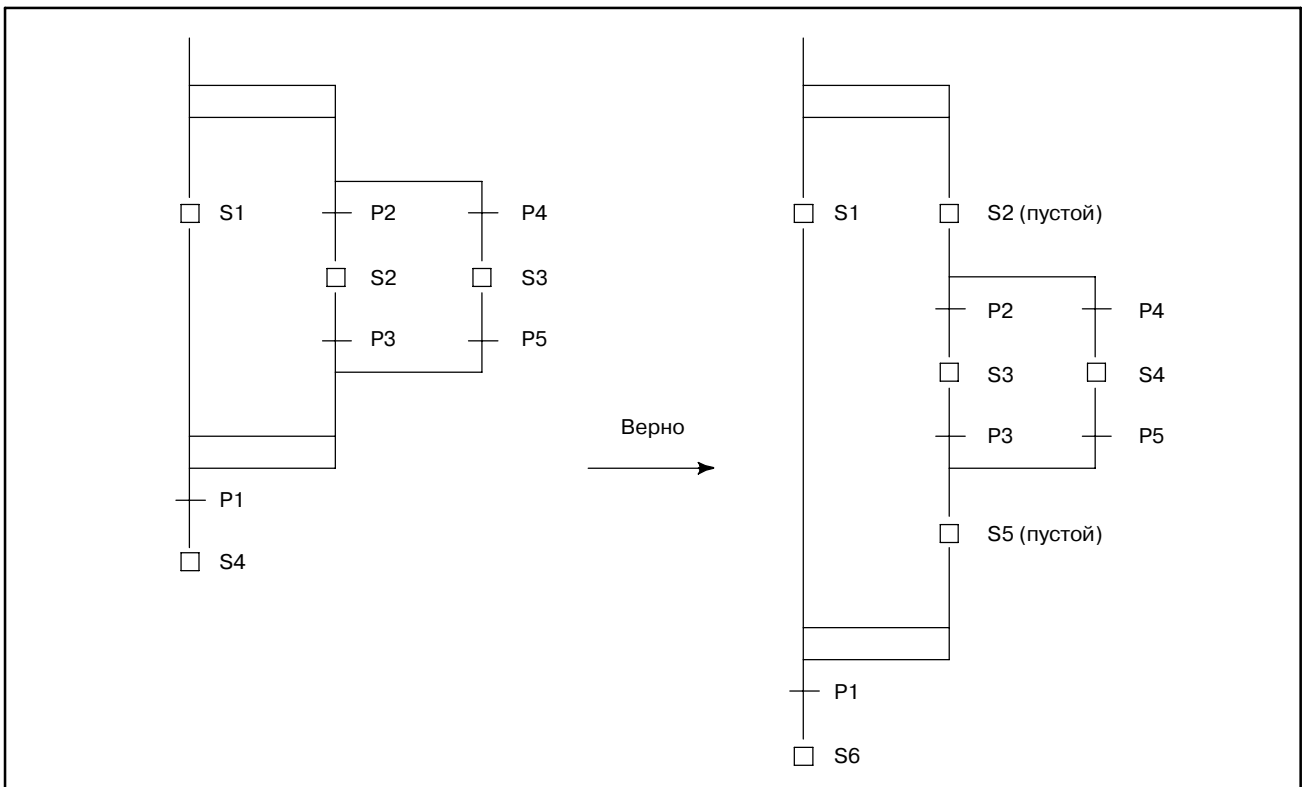 S1
P2
P4
S2
S3
P3
P5
P1
S4
Верно
S1
S2 (пустой)
P2
P4
S3
S4
P3
P5
S5 (пустой)
P1
S6